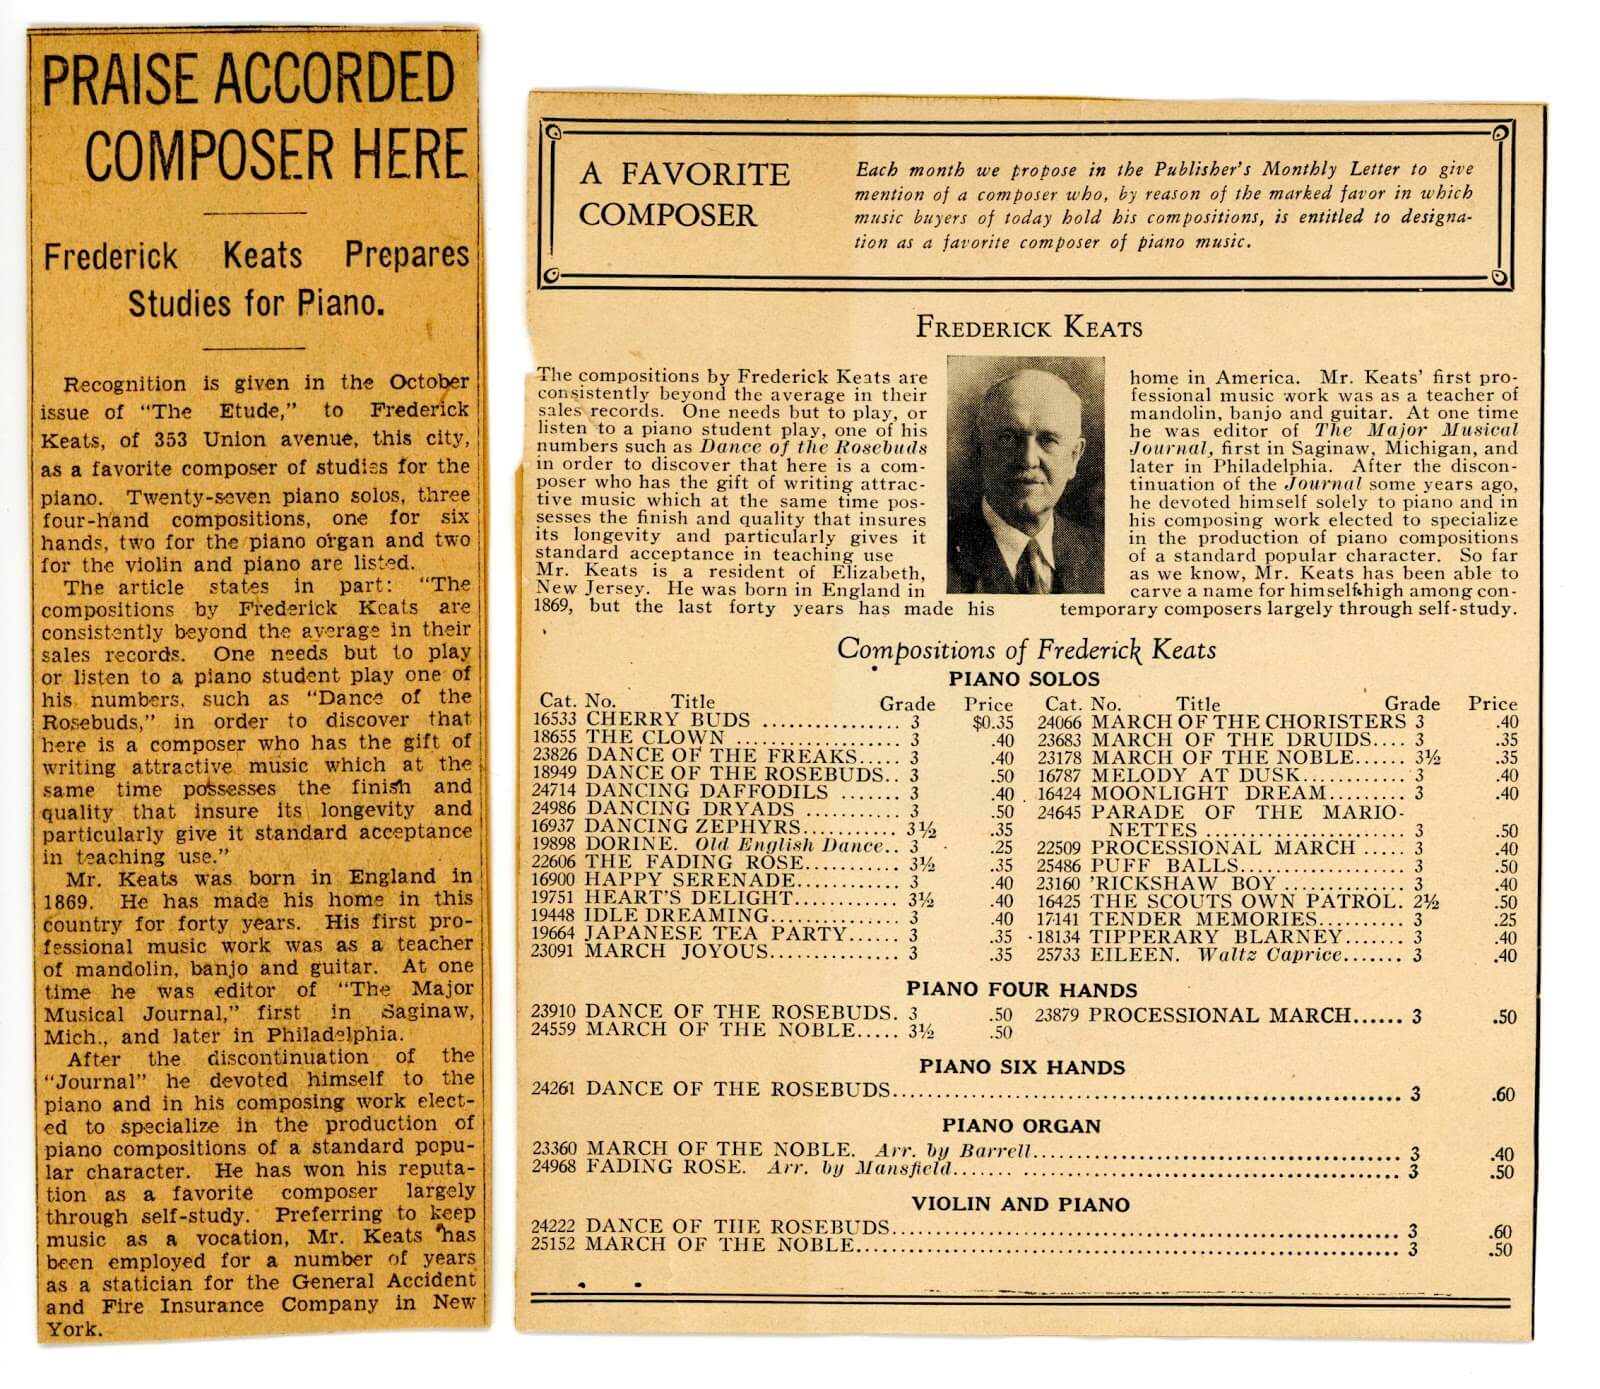 PRAISE ACCORDED
COMPOSER HERE
Frederick Keats Prepares
Studies for Piano.
Recognition is given in the October
issue of "The Etude," to Frederick
Keats, of 353 Union avenue, this city,
as a favorite composer of studies for the
piano. Twenty-seven piano solos, three
four-hand compositions, one for six
hands, two for the piano organ and two
for the violin and piano are listed.
The article states in part: "The
compositions by Frederick Keats are
consistently beyond the average in their
sales records. One needs but to play
or listen to a piano student play one of
his numbers, such as "Dance of the
Rosebuds," in order to discover that
here is a composer who has the gift of
writing attractive music which at the
same time possesses the finish and
quality that insure its longevity and
particularly give it standard acceptance
in teaching use."
Mr. Keats was born in England in
1869. He has made his home in this
country for forty years. His first pro-
fessional music work was as a teacher
of mandolin, banjo and guitar. At one
time he was editor of "The Major
Musical Journal," first in Saginaw,
Mich., and later in Philadelphia.
After the discontinuation of the
"Journal" he devoted himself to the
piano and in his composing work elect-
ed to specialize in the production of
piano compositions of a standard popu-
lar character. He has won his reputa-
tion as a favorite composer largely
through self-study. Preferring to keep
music as a vocation, Mr. Keats has
been employed for a number of years
as a statician for the General Accident
and Fire Insurance Company in New
York.
A FAVORITE
COMPOSER
Each month we propose in the Publisher's Monthly Letter to give
mention of a composer who, by reason of the marked favor in which
music buyers of today hold his compositions, is entitled to designa-
tion as a favorite composer of piano music.
FREDERICK KEATS
The compositions by Frederick Keats are
consistently beyond the average in their
sales records. One needs but to play, or
listen to a piano student play, one of his
numbers such as Dance of the Rosebuds
in order to discover that here is a com-
poser who has the gift of writing attrac-
tive music which at the same time pos-
sesses the finish and quality that insures
its longevity and particularly gives it
standard acceptance in teaching use
Mr. Keats is a resident of Elizabeth,
New Jersey. He was born in England in
1869, but the last forty years has made his
home in America. Mr. Keats' first pro-
fessional music work was as a teacher of
mandolin, banjo and guitar. At one time
he was editor of The Major Musical
Journal, first in Saginaw, Michigan, and
later in Philadelphia. After the discon-
tinuation of the Journal some years ago,
he devoted himself solely to piano and in
his composing work elected to specialize
in the production of piano compositions
of a standard popular character. So far
as we know, Mr. Keats has been able to
carve a name for himself high among con-
temporary composers largely through self-study.
Compositions of Frederick Keats
PIANO SOLOS
Cat. No. Title Grade Price
16533 CHERRY BUDS .............. 3 $0.35
18655 THE CLOWN ................. 3 .40
23826 DANCE OF THE FREAKS..... 3 .40
18949 DANCE OF THE ROSEBUDS.. 3 .50
24714 DANCING DAFFODILS ....... 3 .40
24986 DANCING DRYADS .......... 3 .50
16937 DANCING ZEPHYRS.......... 3½ .35
19898 DORINE. Old English Dance.. 3 .25
22606 THE FADING ROSE.......... 3½ .35
16900 HAPPY SERENADE........... 3 .40
19751 HEART'S DELIGHT........... 3½ .40
19448 IDLE DREAMING............. 3 .40
19664 JAPANESE TEA PARTY...... 3 .35
23091 MARCH JOYOUS.............. 3 .35
Cat. No. Title Grade Price
24066 MARCH OF THE CHORISTERS 3 .40
23683 MARCH OF THE DRUIDS.... 3 .35
23178 MARCH OF THE NOBLE...... 3½ .35
16787 MELODY AT DUSK............ 3 .40
16424 MOONLIGHT DREAM......... 3 .40
24645 PARADE OF THE MARIO-
NETTES ...................... 3 .50
22509 PROCESSIONAL MARCH ..... 3 .40
25486 PUFF BALLS................. 3 .50
23160 'RICKSHAW BOY ............ 3 .40
16425 THE SCOUTS OWN PATROL. 2½ .50
17141 TENDER MEMORIES.......... 3 .25
18134 TIPPERARY BLARNEY....... 3 .40
25733 EILEEN. Waltz Caprice....... 3 .40
PIANO FOUR HANDS
23910 DANCE OF THE ROSEBUDS. 3 .50
24559 MARCH OF THE NOBLE..... 3½ .50
23879 PROCESSIONAL MARCH...... 3 .50
PIANO SIX HANDS
24261 DANCE OF THE ROSEBUDS.................... 3 .60
PIANO ORGAN
23360 MARCH OF THE NOBLE. Arr. by Barrell.................... 3 .40
24968 FADING ROSE. Arr. by Mansfield.................... 3 .50
VIOLIN AND PIANO
24222 DANCE OF THE ROSEBUDS.................... 3 .60
25152 MARCH OF THE NOBLE.................... 3 .50